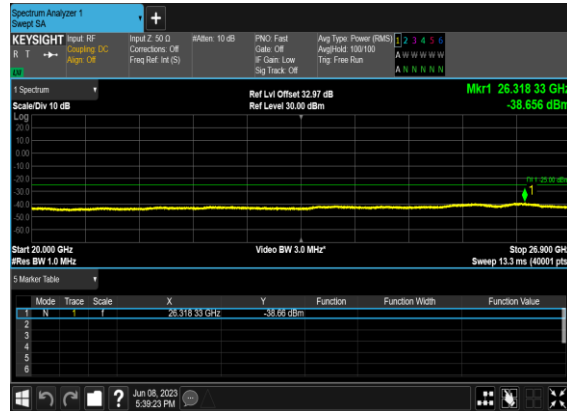 Spectrum Analyzer 1
Swept SA
+
KEYSIGHT
R T
LW
Input: RF
Coupling: DC
Align: Off
Input Z: 50 Ω
Corrections: Off
Freq Ref: Int (S)
#Atten: 10 dB
PNO: Fast
Gate: Off
IF Gain: Low
Sig Track: Off
Avg Type: Power (RMS)
Avg|Hold: 100/100
Trig: Free Run
1 2 3 4 5 6
A W W W W W
A N N N N N
1 Spectrum
Scale/Div 10 dB
Ref Lvl Offset 32.97 dB
Ref Level 30.00 dBm
Mkr1 26.318 33 GHz
-38.656 dBm
Log
20.0
10.0
0.00
-10.0
-20.0
-30.0
-40.0
-50.0
-60.0
DL1 -25.00 dBm
1
Start 20.000 GHz
#Res BW 1.0 MHz
Video BW 3.0 MHz*
Stop 26.900 GHz
Sweep 13.3 ms (40001 pts)
5 Marker Table
Mode Trace Scale X Y Function Function Width Function Value
1 N 1 f 26.318 33 GHz -38.66 dBm
2
3
4
5
6
?
Jun 08, 2023
5:39:23 PM